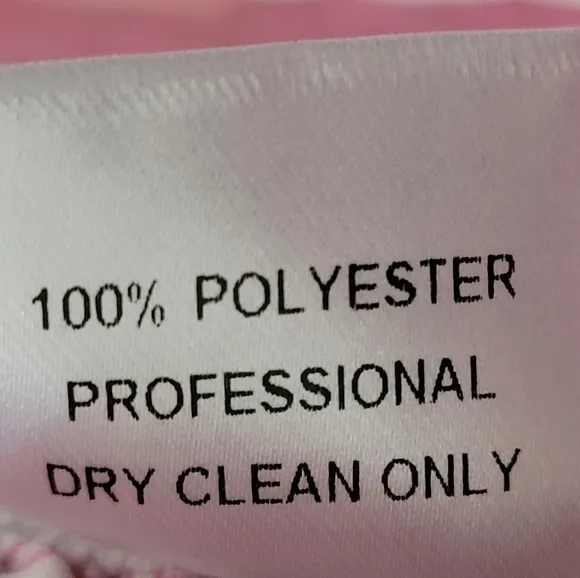 100% POLYESTER
PROFESSIONAL
DRY CLEAN ONLY